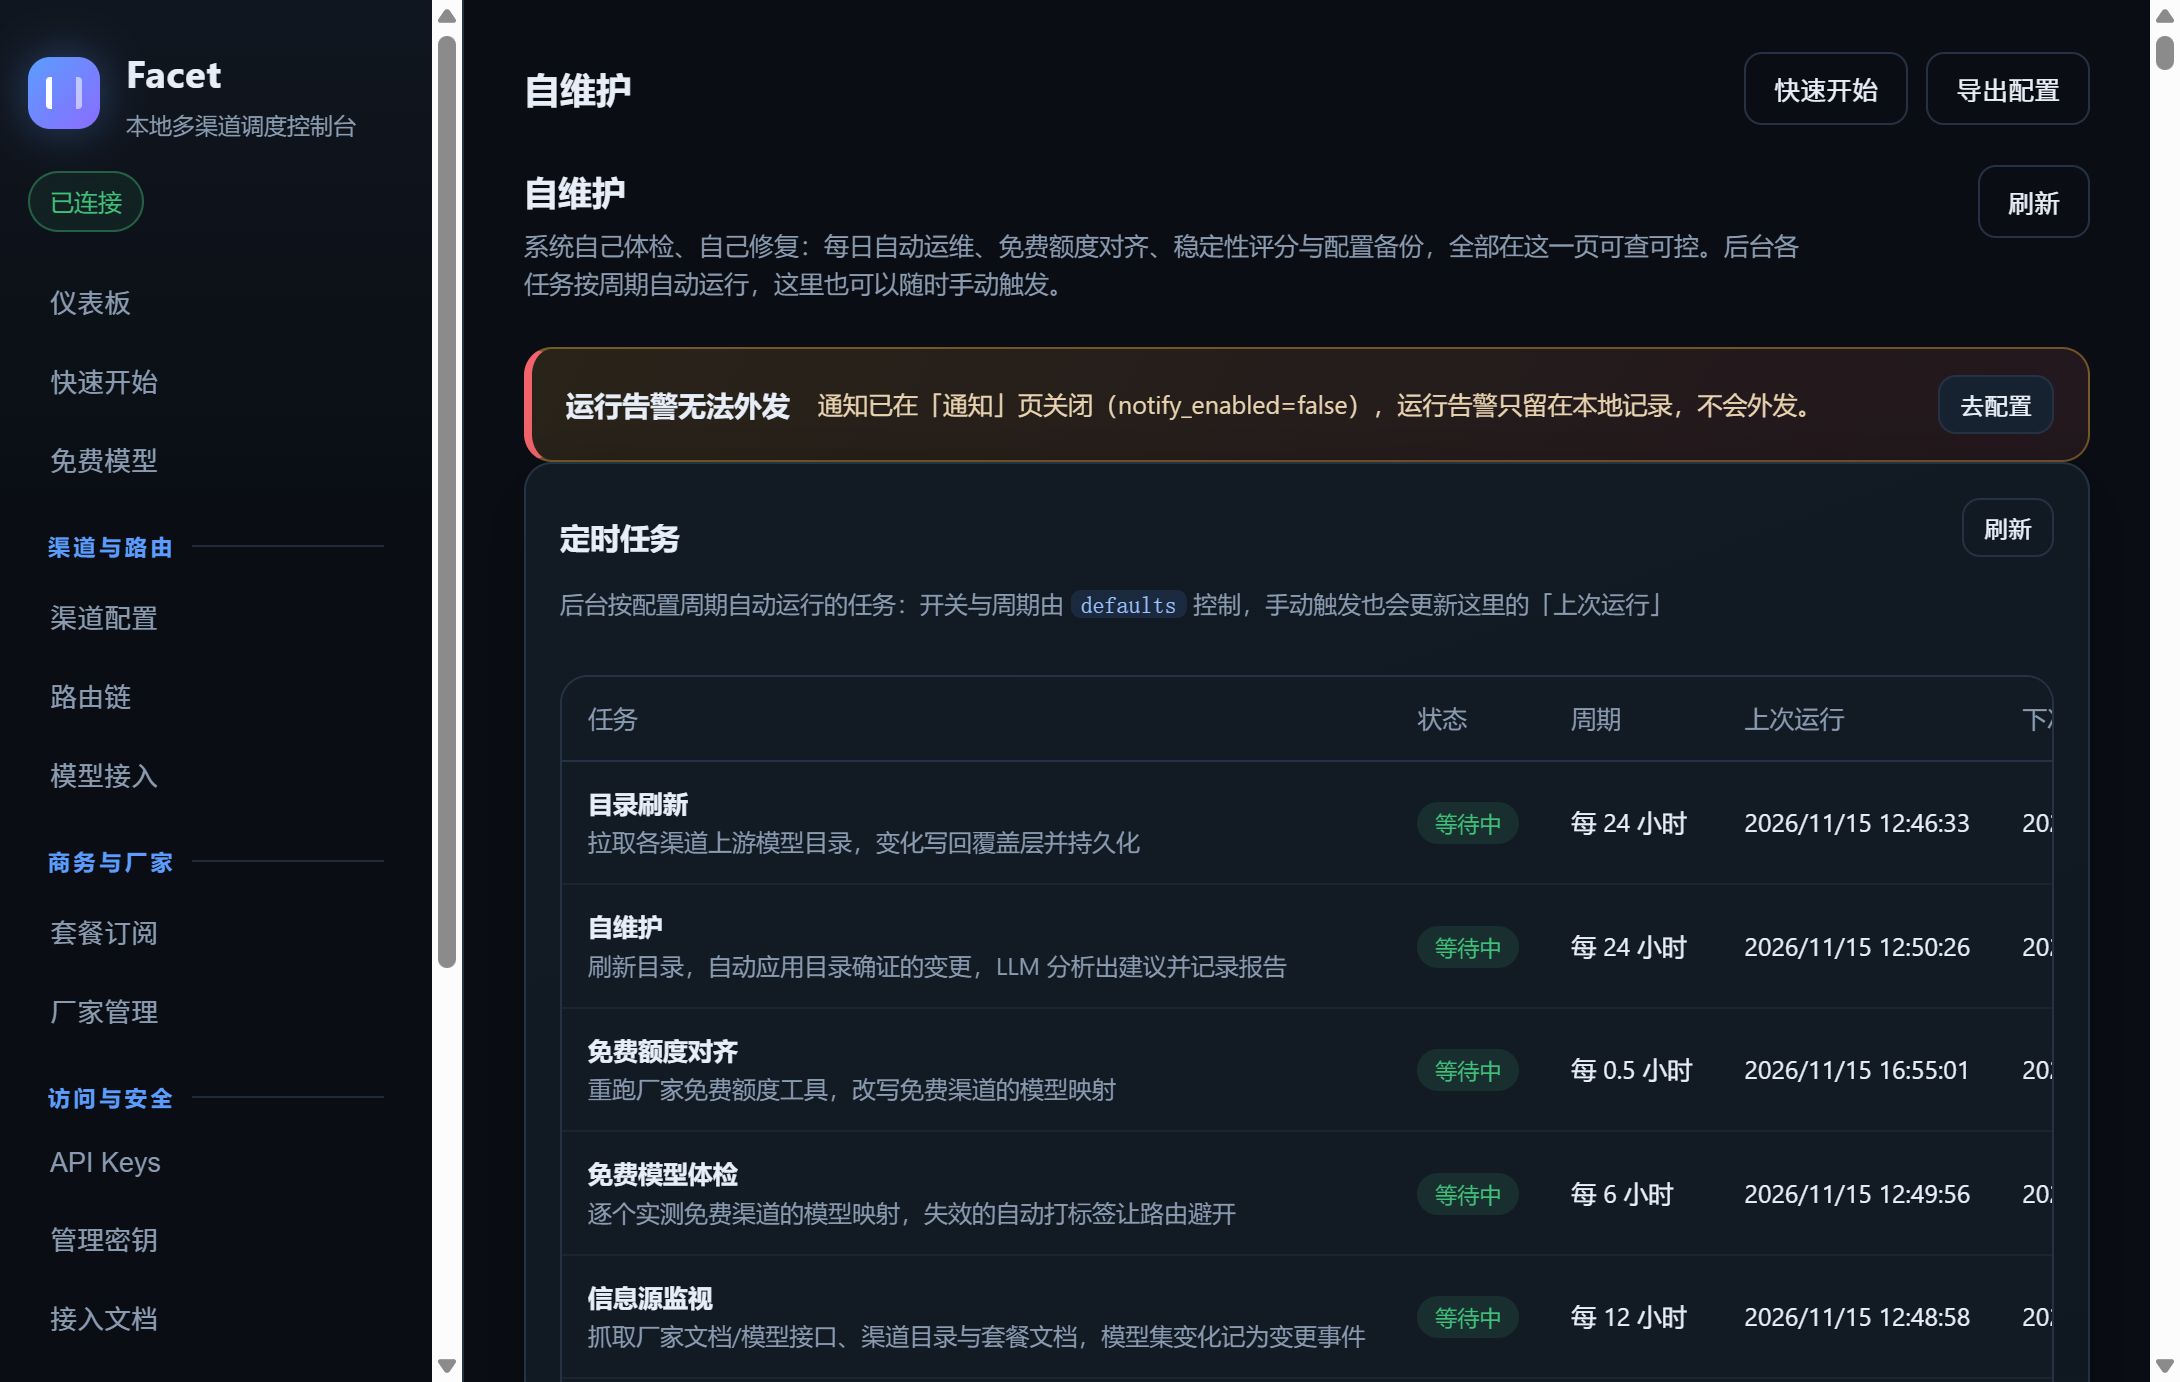 Facet
本地多渠道调度控制台
已连接
仪表板
快速开始
免费模型
渠道与路由
渠道配置
路由链
模型接入
商务与厂家
套餐订阅
厂家管理
访问与安全
API Keys
管理密钥
接入文档
自维护
快速开始
导出配置
自维护
刷新
系统自己体检、自己修复：每日自动运维、免费额度对齐、稳定性评分与配置备份，全部在这一页可查可控。后台各
任务按周期自动运行，这里也可以随时手动触发。
运行告警无法外发 通知已在「通知」页关闭（notify_enabled=false），运行告警只留在本地记录，不会外发。
去配置
定时任务
刷新
后台按配置周期自动运行的任务：开关与周期由 defaults 控制，手动触发也会更新这里的「上次运行」
任务 状态 周期 上次运行 下
目录刷新
拉取各渠道上游模型目录，变化写回覆盖层并持久化
等待中 每 24 小时 2026/11/15 12:46:33 20
自维护
刷新目录，自动应用目录确证的变更，LLM 分析出建议并记录报告
等待中 每 24 小时 2026/11/15 12:50:26 20
免费额度对齐
重跑厂家免费额度工具，改写免费渠道的模型映射
等待中 每 0.5 小时 2026/11/15 16:55:01 20
免费模型体检
逐个实测免费渠道的模型映射，失效的自动打标签让路由避开
等待中 每 6 小时 2026/11/15 12:49:56 20
信息源监视
抓取厂家文档/模型接口、渠道目录与套餐文档，模型集变化记为变更事件
等待中 每 12 小时 2026/11/15 12:48:58 20